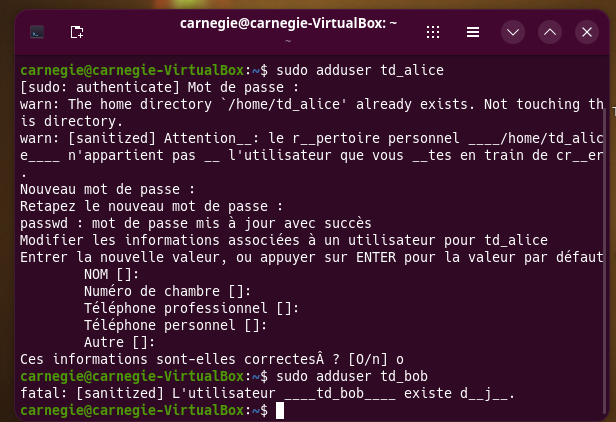 carnegie@carnegie-VirtualBox: ~
~
carnegie@carnegie-VirtualBox:~$ sudo adduser td_alice
[sudo: authenticate] Mot de passe :
warn: The home directory `/home/td_alice' already exists. Not touching th
is directory.
warn: [sanitized] Attention__: le r__pertoire personnel ____/home/td_alic
e____ n'appartient pas __ l'utilisateur que vous __tes en train de cr__er
.
Nouveau mot de passe :
Retapez le nouveau mot de passe :
passwd : mot de passe mis à jour avec succès
Modifier les informations associées à un utilisateur pour td_alice
Entrer la nouvelle valeur, ou appuyer sur ENTER pour la valeur par défaut
NOM []:
Numéro de chambre []:
Téléphone professionnel []:
Téléphone personnel []:
Autre []:
Ces informations sont-elles correctesÂ ? [O/n] o
carnegie@carnegie-VirtualBox:~$ sudo adduser td_bob
fatal: [sanitized] L'utilisateur ____td_bob____ existe d__j__.
carnegie@carnegie-VirtualBox:~$